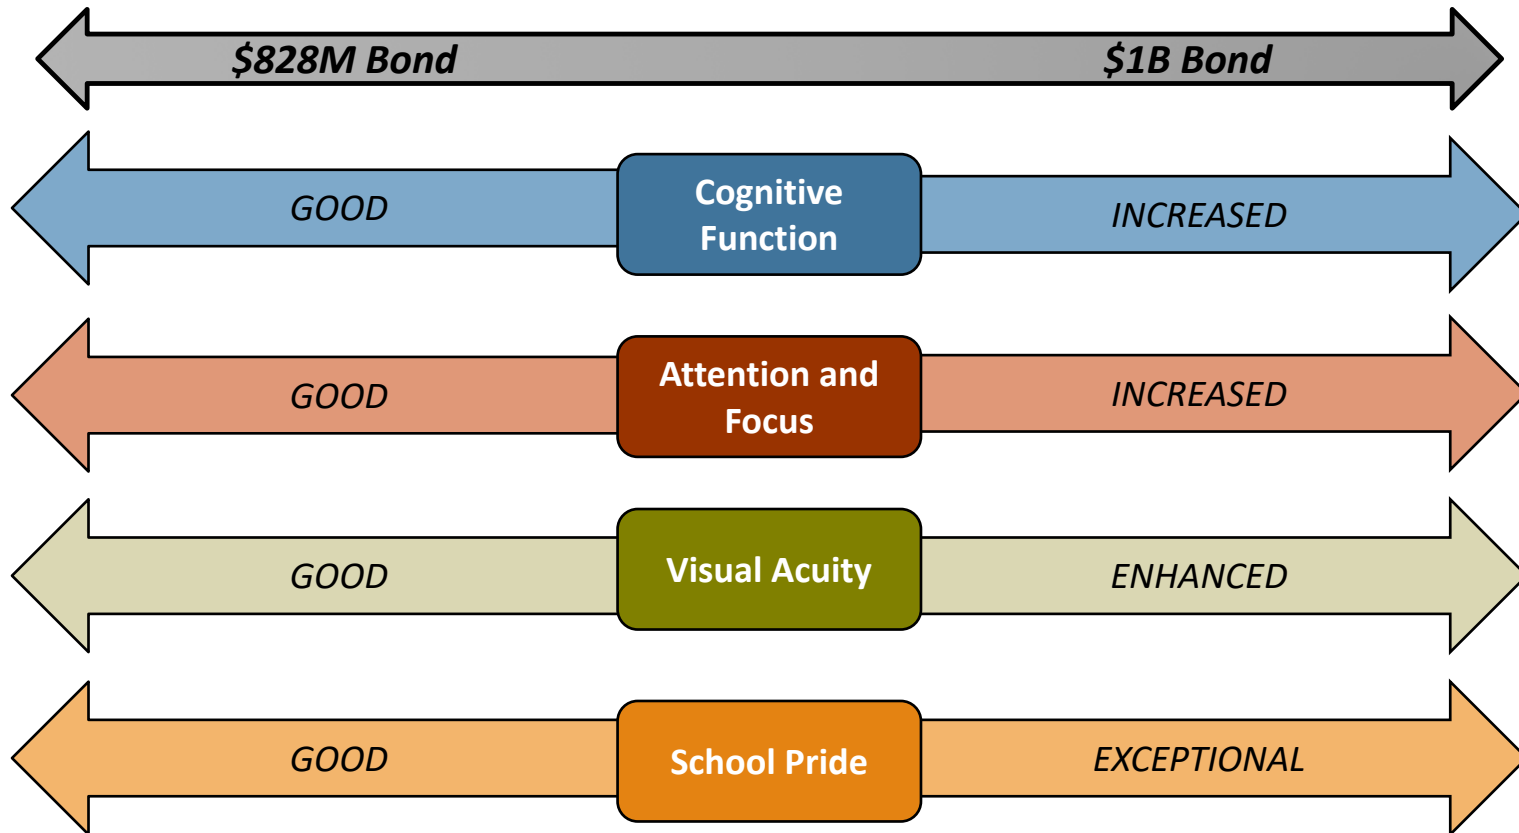 $828M Bond
$1B Bond
GOOD
Cognitive
Function
INCREASED
GOOD
Attention and
Focus
INCREASED
GOOD
Visual Acuity
ENHANCED
GOOD
School Pride
EXCEPTIONAL